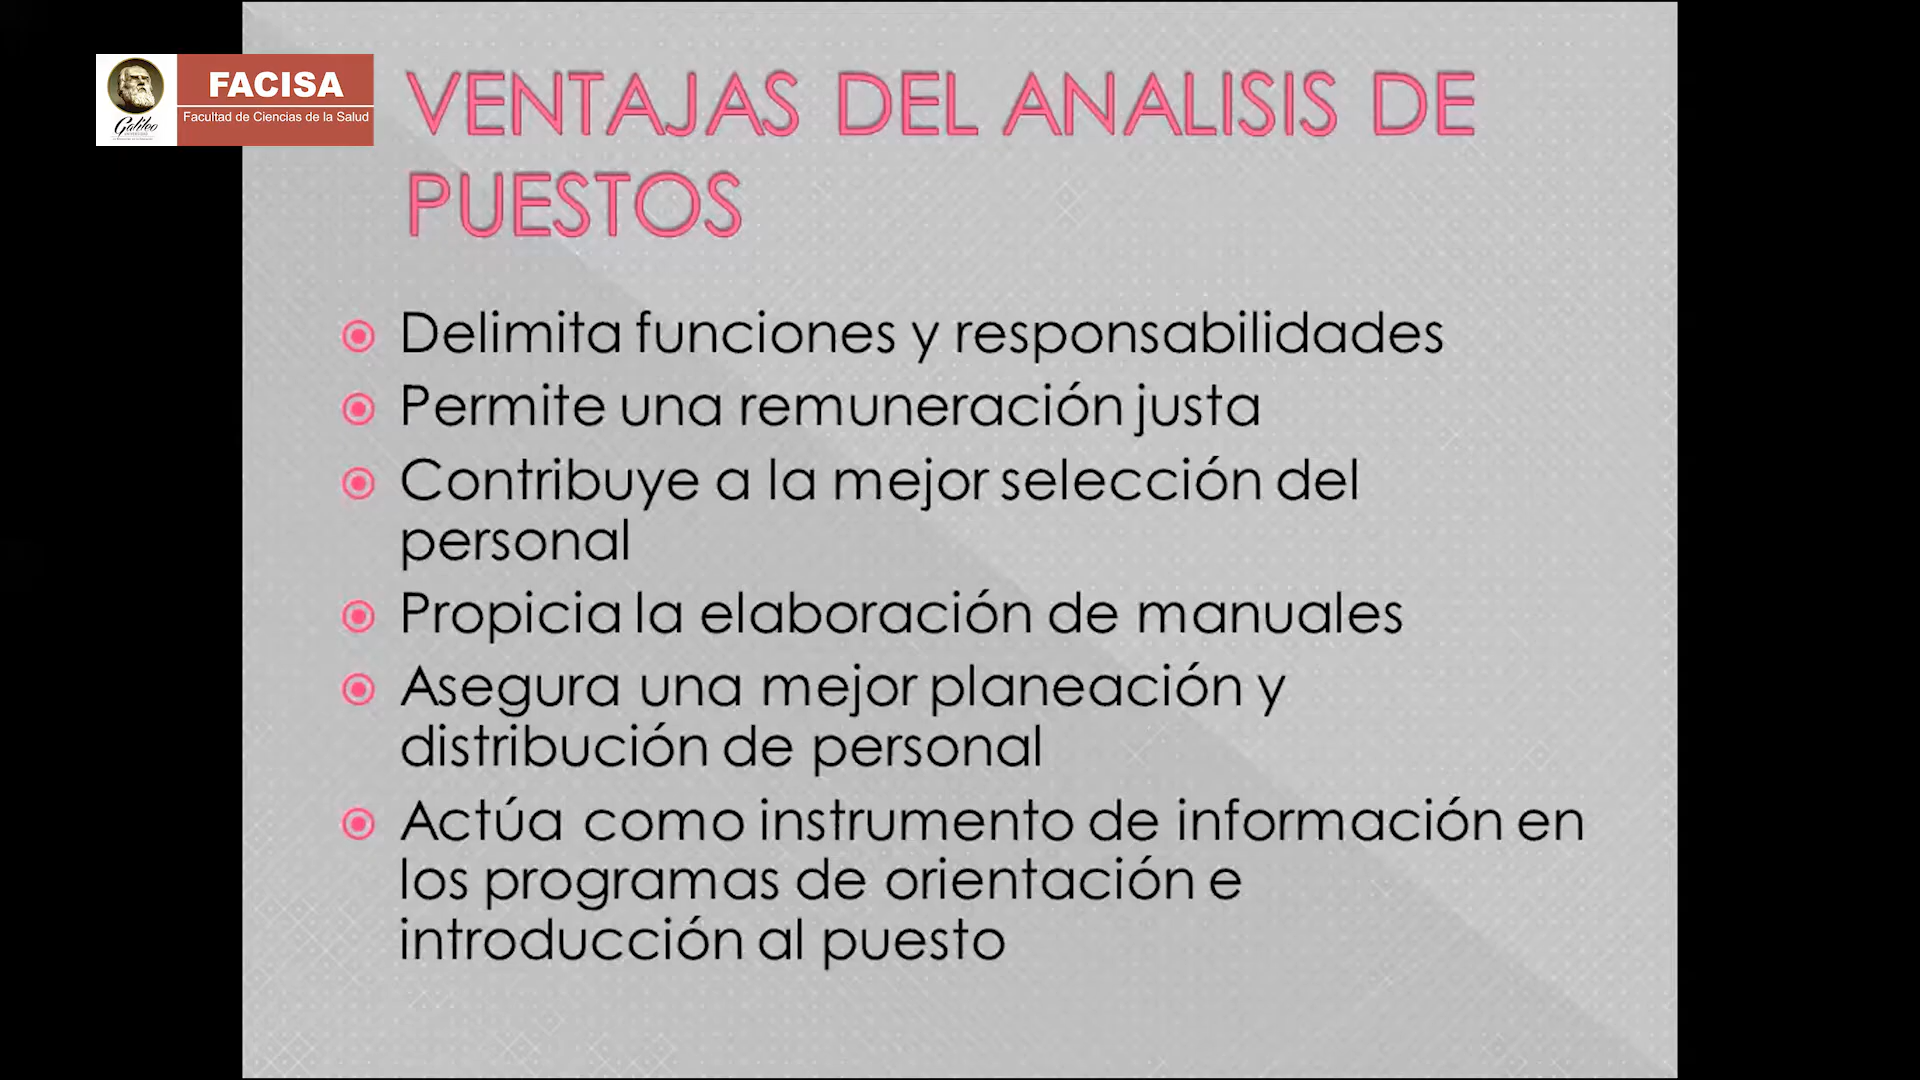 FACISA
Facultad de Ciencias de la Salud
Galileo
VENTAJAS DEL ANALISIS DE
PUESTOS
Delimita funciones y responsabilidades
Permite una remuneración justa
Contribuye a la mejor selección del
personal
Propicia la elaboración de manuales
Asegura una mejor planeación y
distribución de personal
Actúa como instrumento de información en
los programas de orientación e
introducción al puesto